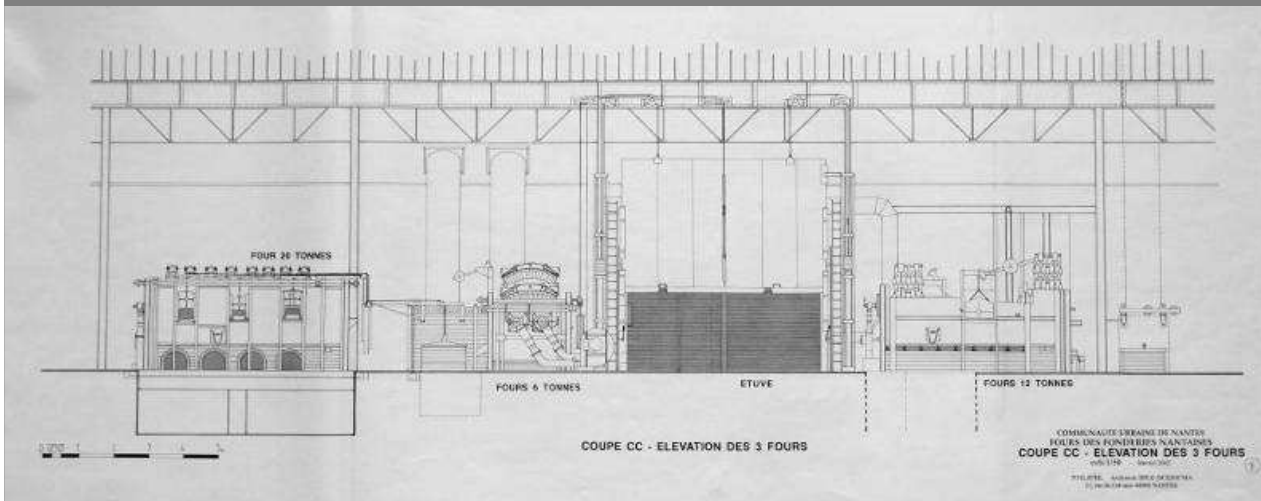 FOUR 20 TONNES
FOURS 6 TONNES
ETUVE
FOURS 12 TONNES
COUPE CC - ELEVATION DES 3 FOURS
COMMUNAUTE URBAINE DE NANTES
FOURS DES FONDERIES NANTAISES
COUPE CC - ELEVATION DES 3 FOURS